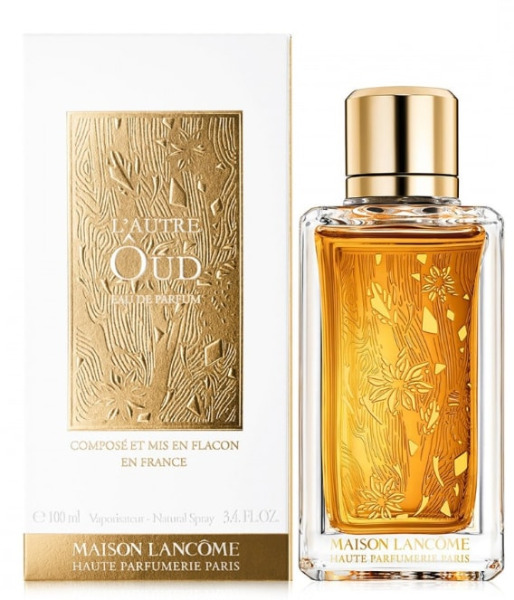 L'AUTRE
ÔUD
EAU DE PARFUM
COMPOSÉ ET MIS EN FLACON
EN FRANCE
℮ 100 ml Vaporisateur - Natural Spray 3.4 FL.OZ.
MAISON LANCÔME
HAUTE PARFUMERIE PARIS
MAISON LANCÔME
HAUTE PARFUMERIE PARIS